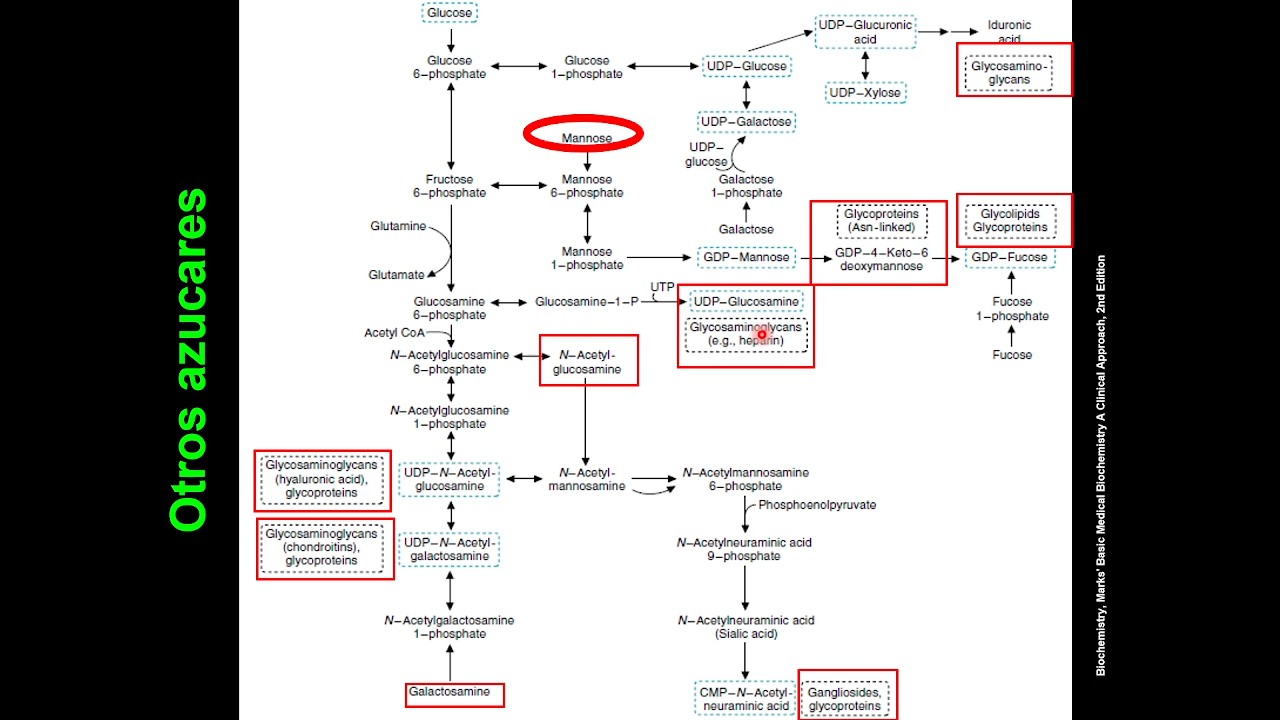 Otros azucares
Glucose
Glucose
6–phosphate
Glucose
1–phosphate
UDP–Glucose
UDP–Glucuronic
acid
Iduronic
acid
Glycosamino-
glycans
UDP–Xylose
UDP–Galactose
UDP–
glucose
Galactose
1–phosphate
Galactose
Mannose
Fructose
6–phosphate
Mannose
6–phosphate
Mannose
1–phosphate
GDP–Mannose
Glycoproteins
(Asn-linked)
GDP–4–Keto–6
deoxymannose
Glycolipids
Glycoproteins
GDP–Fucose
Fucose
1–phosphate
Fucose
Glutamine
Glutamate
Glucosamine
6–phosphate
Glucosamine–1–P
UTP
UDP–Glucosamine
Glycosaminoglycans
(e.g., heparin)
Acetyl CoA
N–Acetylglucosamine
6–phosphate
N–Acetyl-
glucosamine
N–Acetylglucosamine
1–phosphate
Glycosaminoglycans
(hyaluronic acid),
glycoproteins
UDP–N–Acetyl-
glucosamine
N–Acetyl-
mannosamine
N–Acetylmannosamine
6–phosphate
Phosphoenolpyruvate
Glycosaminoglycans
(chondroitins),
glycoproteins
UDP–N–Acetyl-
galactosamine
N–Acetylneuraminic acid
9–phosphate
N–Acetylgalactosamine
1–phosphate
N–Acetylneuraminic acid
(Sialic acid)
Galactosamine
CMP–N–Acetyl-
neuraminic acid
Gangliosides,
glycoproteins
Biochemistry, Marks' Basic Medical Biochemistry A Clinical Approach, 2nd Edition